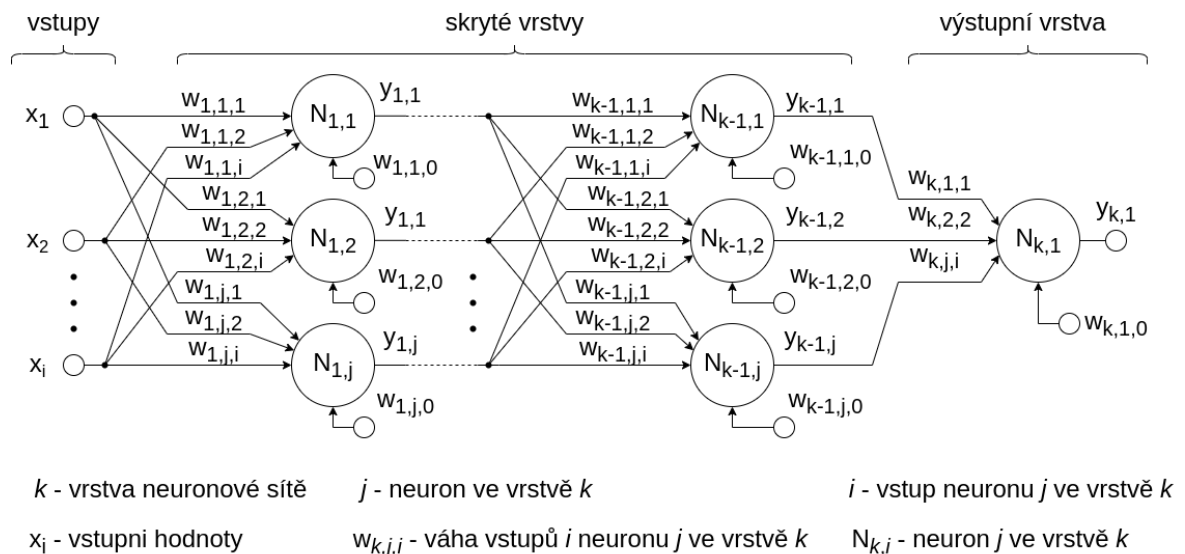 vstupy skryté vrstvy výstupní vrstva
x1 w1,1,1 N1,1 y1,1 wk-1,1,1 Nk-1,1 yk-1,1
w1,1,2 wk-1,1,2
w1,1,i w1,1,0 wk-1,1,i wk-1,1,0
w1,2,1 wk-1,2,1 wk,1,1
x2 w1,2,2 N1,2 y1,1 wk-1,2,2 Nk-1,2 yk-1,2 wk,2,2 Nk,1 yk,1
w1,2,i w1,2,0 wk-1,2,i wk-1,2,0 wk,j,i
w1,j,1 wk-1,j,1
w1,j,2 wk-1,j,2 wk,1,0
xi w1,j,i N1,j y1,j wk-1,j,i Nk-1,j yk-1,j
w1,j,0 wk-1,j,0
k - vrstva neuronové sítě j - neuron ve vrstvě k i - vstup neuronu j ve vrstvě k
xi - vstupni hodnoty wk,j,i - váha vstupů i neuronu j ve vrstvě k Nk,j - neuron j ve vrstvě k